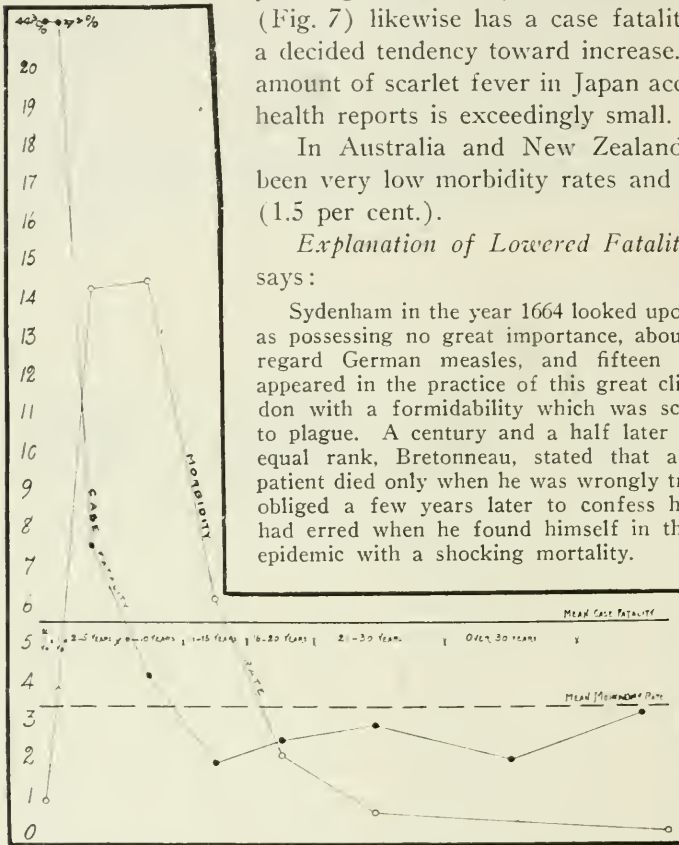 (Fig. 7) likewise has a case fatalit
a decided tendency toward increase.
amount of scarlet fever in Japan acc
health reports is exceedingly small.
In Australia and New Zealand
been very low morbidity rates and
(1.5 per cent.).
Explanation of Lowered Fatalit
says:
Sydenham in the year 1664 looked upo
as possessing no great importance, abou
regard German measles, and fifteen
appeared in the practice of this great cli
don with a formidability which was sc
to plague. A century and a half later
equal rank, Bretonneau, stated that a
patient died only when he was wrongly tr
obliged a few years later to confess h
had erred when he found himself in th
epidemic with a shocking mortality.
20
19
18
17
16
15
14
13
12
11
10
9
8
7
6
5
4
3
2
1
0
CASE FATALITY
MORBIDITY RATE
MEAN CASE FATALITY
2-5 YEARS 6-10 YEARS 11-15 YEARS 16-20 YEARS 21-30 YEARS OVER 30 YEARS
MEAN MORBIDITY RATE